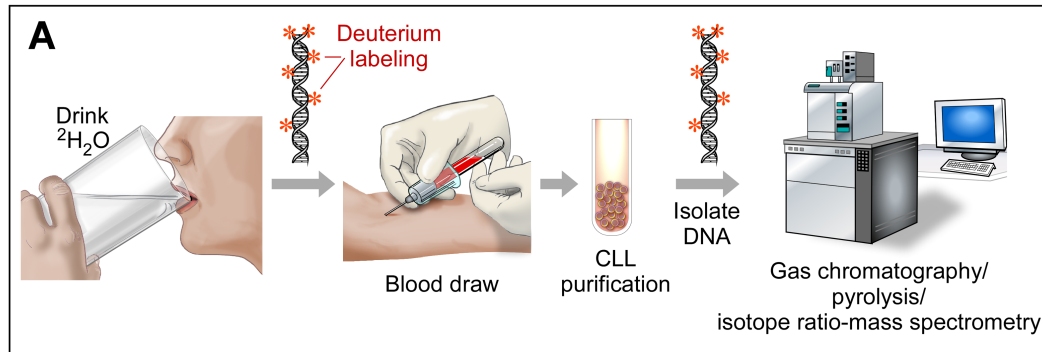 A
Deuterium
labeling
Drink
²H₂O
Blood draw
CLL
purification
Isolate
DNA
Gas chromatography/
pyrolysis/
isotope ratio-mass spectrometry